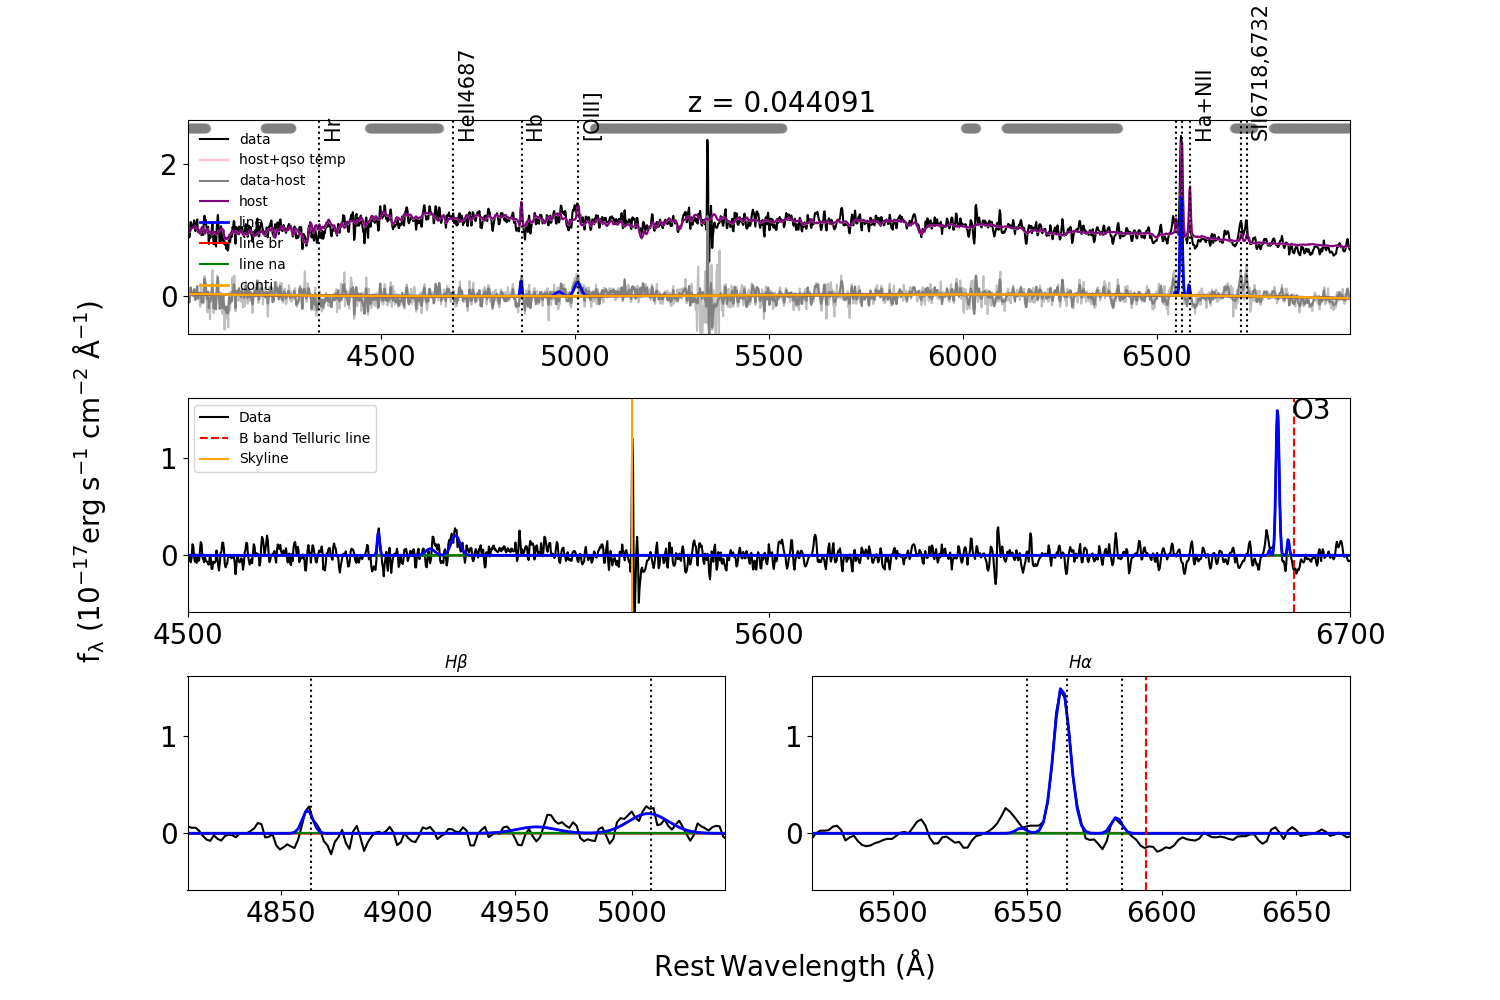 z = 0.044091
Hr
HeII4687
Hb
[OIII]
Ha+NII
SII6718,6732
data
host+qso temp
data-host
host
line
line br
line na
conti
2
0
4500 5000 5500 6000 6500
Data
B band Telluric line
Skyline
O3
1
0
4500 5600 6700
fλ (10−17erg s−1 cm−2 Å−1)
Hβ
1
0
4850 4900 4950 5000
Hα
1
0
6500 6550 6600 6650
Rest Wavelength (Å)